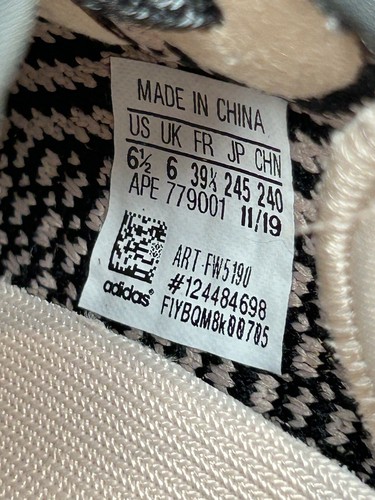 MADE IN CHINA
US UK FR JP CHN
6½ 6 39⅓ 245 240
APE 779001 11/19
ART FW5190
#124484698
FIYBQM8k00705
adidas